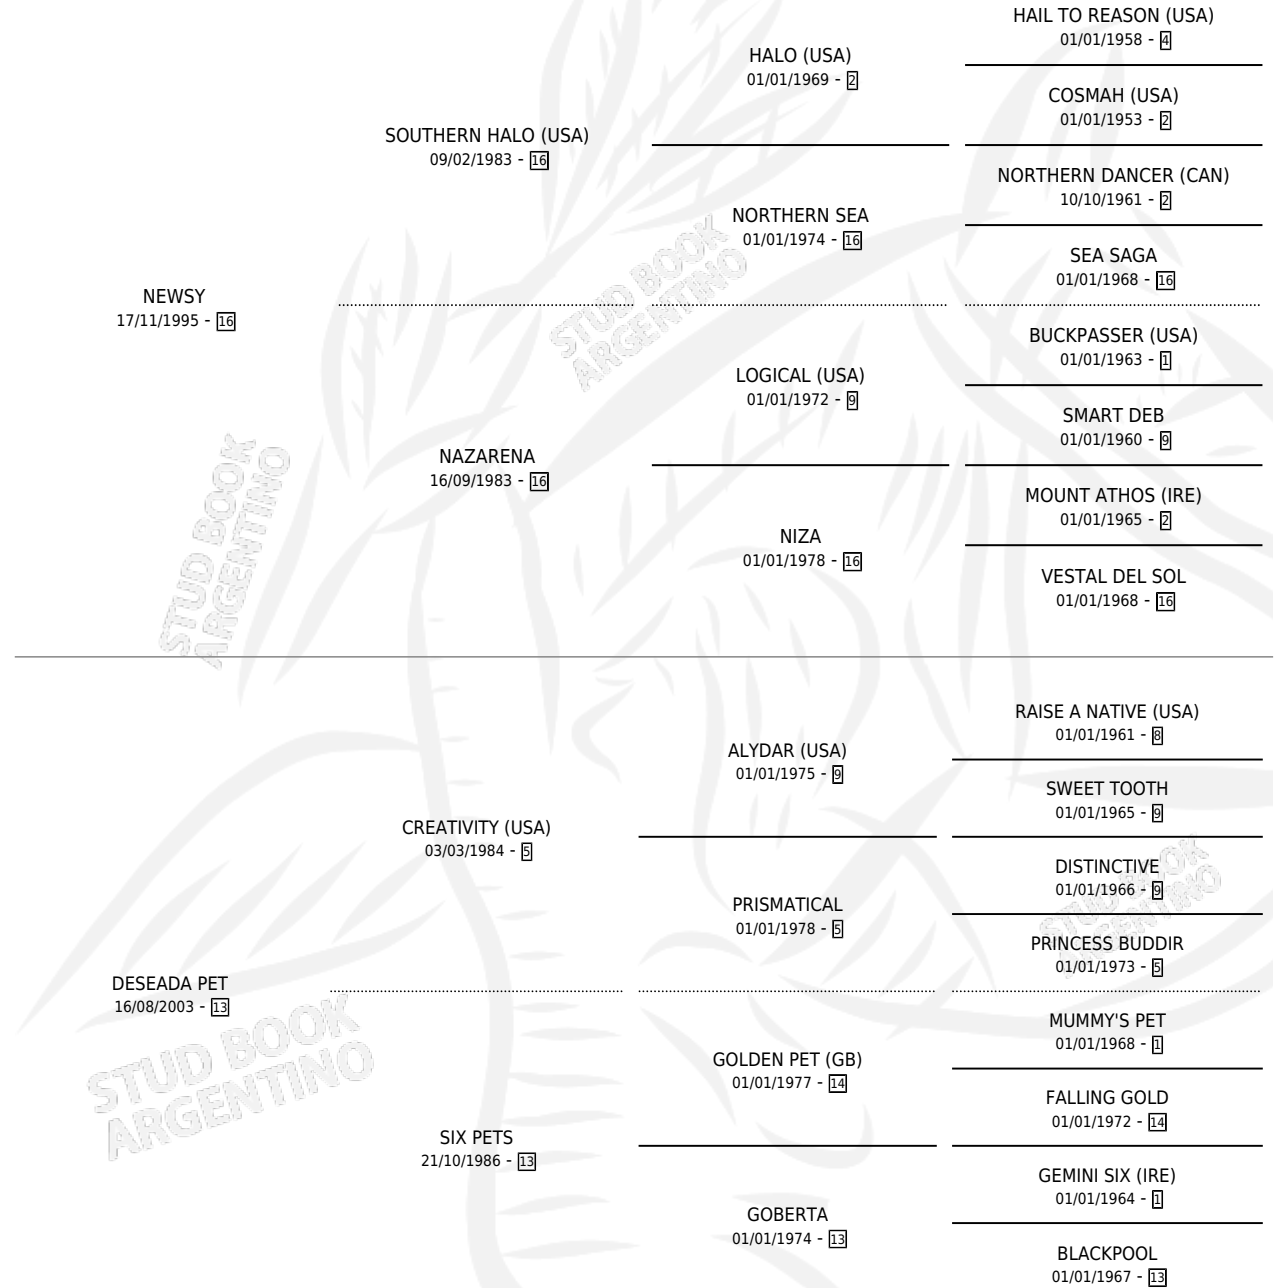 HAIL TO REASON (USA)
01/01/1958 - 4
HALO (USA)
01/01/1969 - 2
COSMAH (USA)
01/01/1953 - 2
SOUTHERN HALO (USA)
09/02/1983 - 16
NORTHERN DANCER (CAN)
10/10/1961 - 2
NORTHERN SEA
01/01/1974 - 16
SEA SAGA
01/01/1968 - 16
STUD BOOK
ARGENTINO
NEWSY
17/11/1995 - 16
BUCKPASSER (USA)
01/01/1963 - 1
LOGICAL (USA)
01/01/1972 - 9
SMART DEB
01/01/1960 - 9
NAZARENA
16/09/1983 - 16
MOUNT ATHOS (IRE)
01/01/1965 - 2
NIZA
01/01/1978 - 16
VESTAL DEL SOL
01/01/1968 - 16
STUD BOOK
ARGENTINO
RAISE A NATIVE (USA)
01/01/1961 - 8
ALYDAR (USA)
01/01/1975 - 9
SWEET TOOTH
01/01/1965 - 9
CREATIVITY (USA)
03/03/1984 - 5
DISTINCTIVE
01/01/1966 - 9
STUD BOOK
ARGENTINO
PRISMATICAL
01/01/1978 - 5
PRINCESS BUDDIR
01/01/1973 - 5
DESEADA PET
16/08/2003 - 13
STUD BOOK
ARGENTINO
MUMMY'S PET
01/01/1968 - 1
GOLDEN PET (GB)
01/01/1977 - 14
FALLING GOLD
01/01/1972 - 14
SIX PETS
21/10/1986 - 13
GEMINI SIX (IRE)
01/01/1964 - 1
GOBERTA
01/01/1974 - 13
BLACKPOOL
01/01/1967 - 13